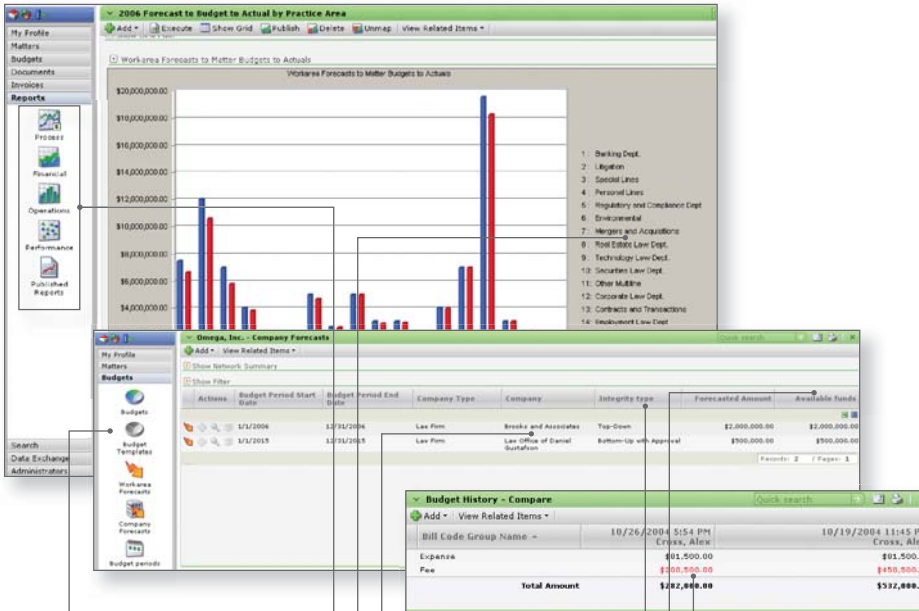 2006 Forecast to Budget to Actual by Practice Area
Add Execute Show Grid Publish Delete Unmap View Related Items
My Profile
Matters
Budgets
Documents
Invoices
Reports
Process
Financial
Operations
Performance
Published Reports
Search
Data Exchange
Administrators
Workarea Forecasts to Matter Budgets to Actuals
Workarea Forecasts to Matter Budgets to Actuals
$20,000,000.00
$18,000,000.00
$16,000,000.00
$14,000,000.00
$12,000,000.00
$10,000,000.00
$8,000,000.00
$6,000,000.00
$4,000,000.00
1: Banking Dept.
2: Litigation
3: Special Lines
4: Personal Lines
5: Regulatory and Compliance Dept
6: Environmental
7: Mergers and Acquisitions
8: Real Estate Law Dept.
9: Technology Law Dept.
10: Securities Law Dept.
11: Other Multiline
12: Corporate Law Dept.
13: Contracts and Transactions
14: Employment Law Dept
Omega, Inc. - Company Forecasts
Quick search
Add View Related Items
My Profile
Matters
Budgets
Budgets
Budget Templates
Workarea Forecasts
Company Forecasts
Budget periods
Show Network Summary
Show Filter
Actions Budget Period Start Date Budget Period End Date Company Type Company Integrity type Forecasted Amount Available funds
1/1/2006 12/31/2006 Law Firm Brooks and Associates Top-Down $2,000,000.00 $2,000,000.00
1/1/2015 12/31/2015 Law Firm Law Office of Daniel Gustafson Bottom-Up with Approval $500,000.00 $500,000.00
Records: 2 / Pages: 1
Budget History - Compare
Quick search
Add View Related Items
Bill Code Group Name 10/26/2004 5:54 PM 10/19/2004 11:45 P
Cross, Alex Cross, Ale
Expense $81,500.00 $81,500.
Fee $200,500.00 $450,500.
Total Amount $282,000.00 $532,000.